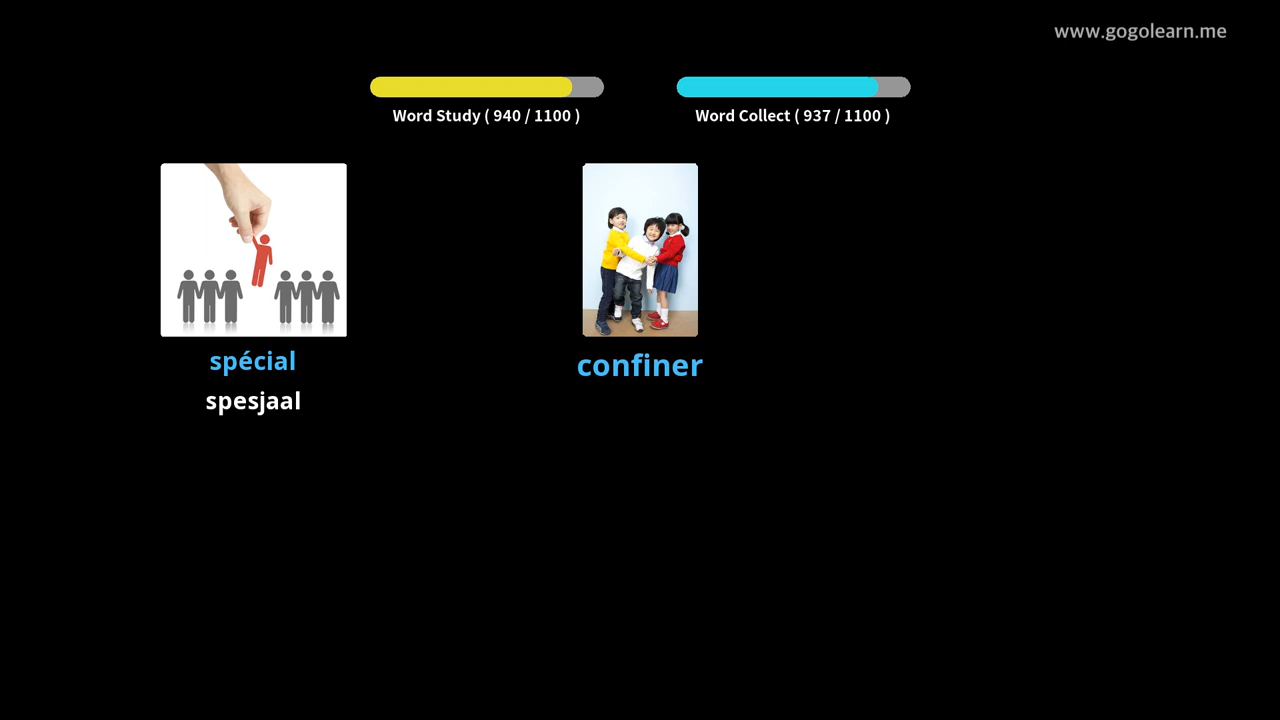 www.gogolearn.me
Word Study ( 940 / 1100 )
Word Collect ( 937 / 1100 )
spécial
spesjaal
confiner